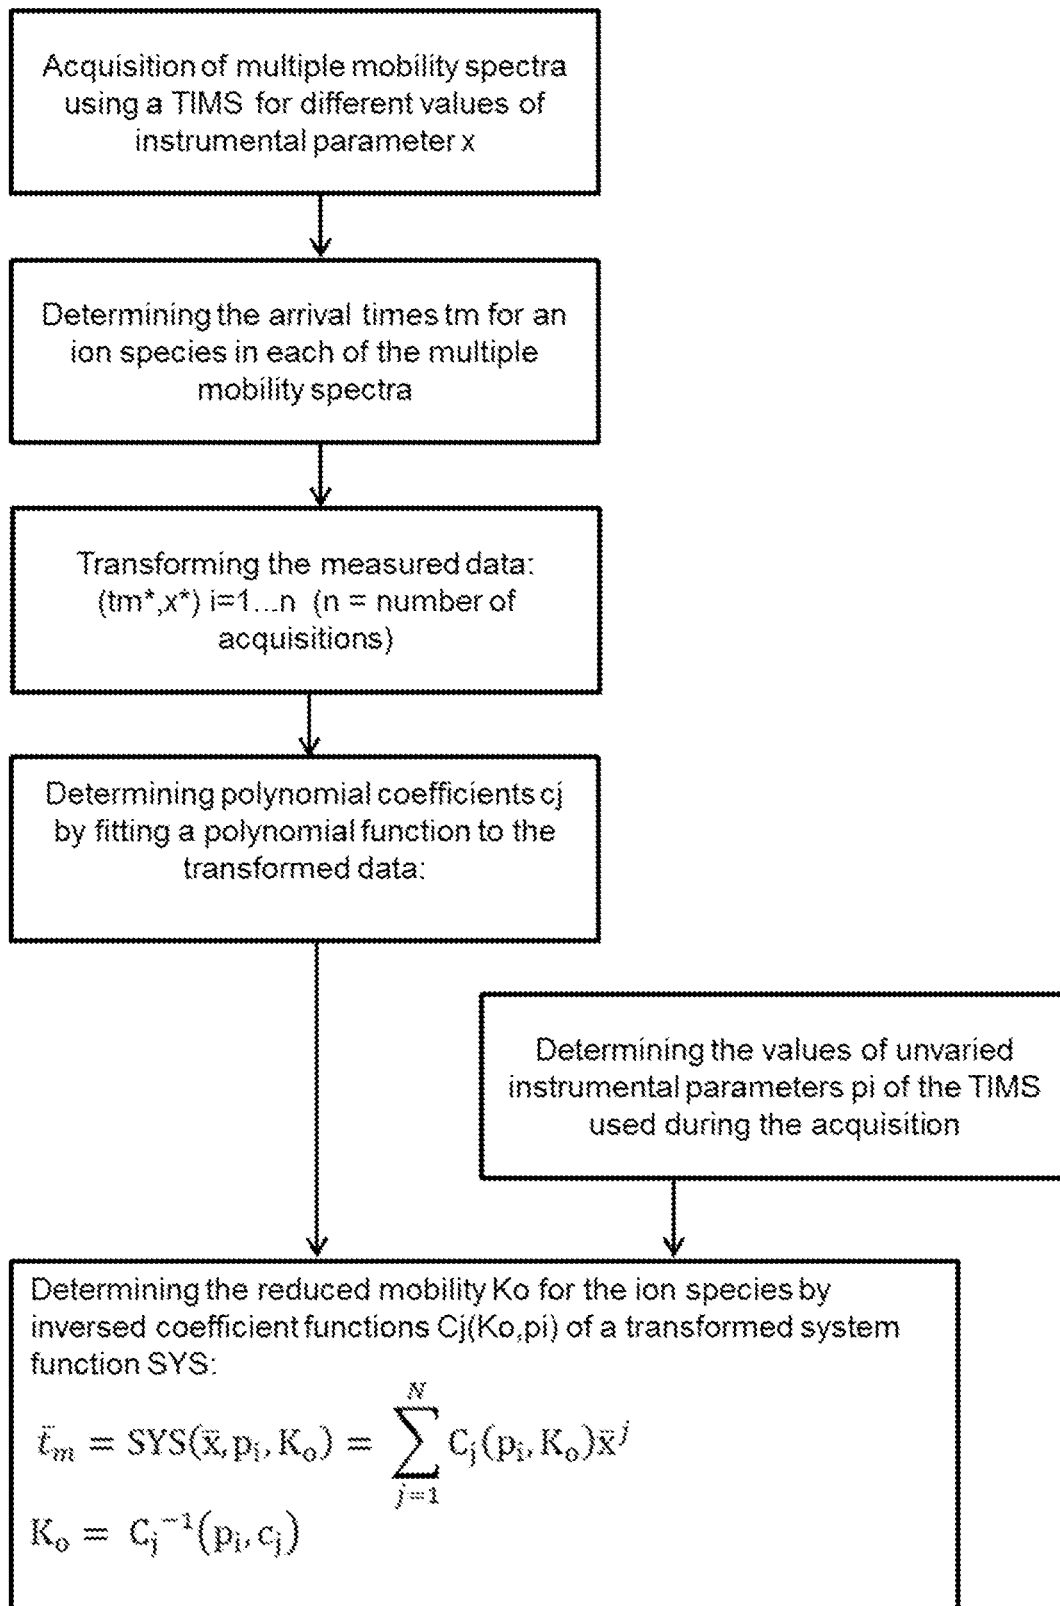 Acquisition of multiple mobility spectra
using a TIMS for different values of
instrumental parameter x
Determining the arrival times tm for an
ion species in each of the multiple
mobility spectra
Transforming the measured data:
(tm*,x*) i=1...n (n = number of
acquisitions)
Determining polynomial coefficients cj
by fitting a polynomial function to the
transformed data:
Determining the values of unvaried
instrumental parameters pi of the TIMS
used during the acquisition
Determining the reduced mobility Ko for the ion species by
inversed coefficient functions Cj(Ko,pi) of a transformed system
function SYS:
t̄ₘ = SYS(x̄, pᵢ, Kₒ) = ∑_{j=1}^{N} Cⱼ(pᵢ, Kₒ)x̄ʲ
Kₒ = Cⱼ⁻¹(pᵢ, cⱼ)